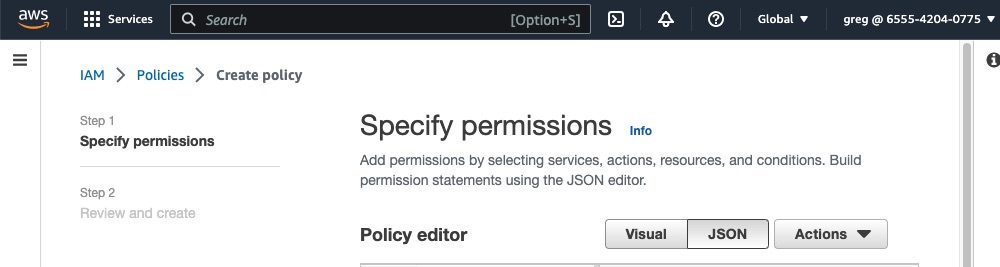 aws Services Search [Option+S] Global greg @ 6555-4204-0775
IAM > Policies > Create policy
Step 1
Specify permissions
Step 2
Review and create
Specify permissions Info
Add permissions by selecting services, actions, resources, and conditions. Build
permission statements using the JSON editor.
Policy editor Visual JSON Actions